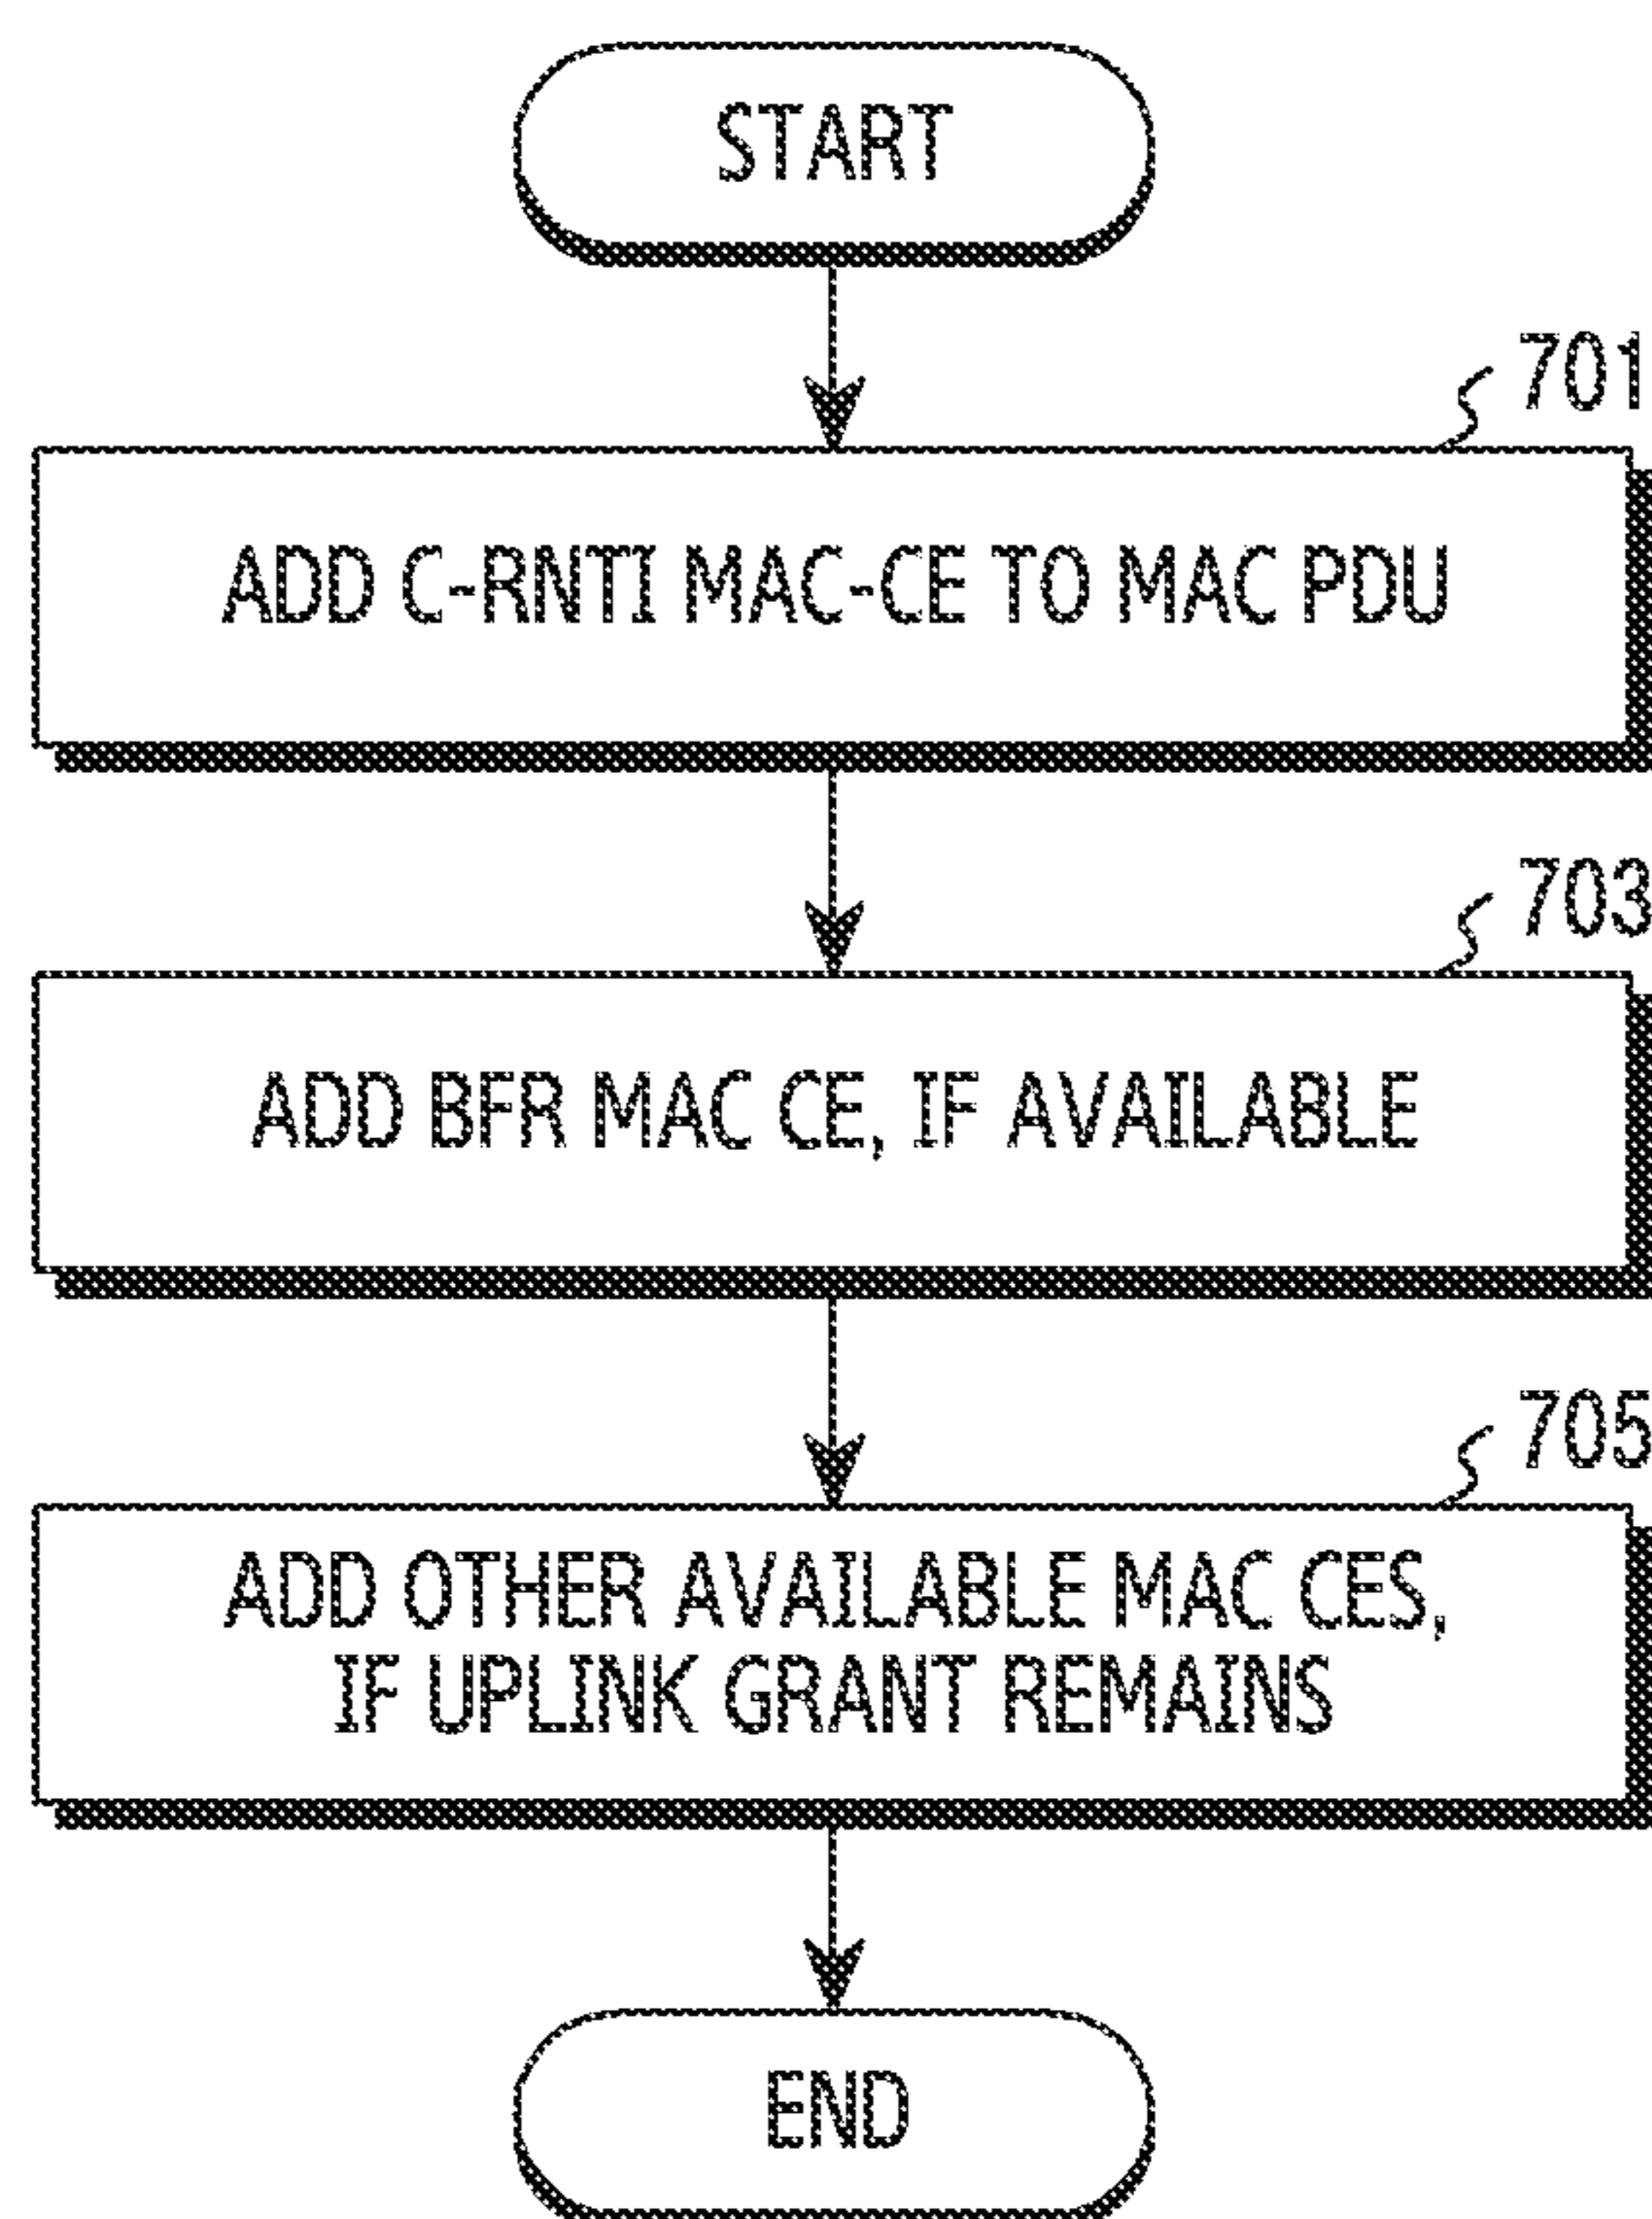 START
701
ADD C-RNTI MAC-CE TO MAC PDU
703
ADD BFR MAC CE, IF AVAILABLE
705
ADD OTHER AVAILABLE MAC CES,
IF UPLINK GRANT REMAINS
END